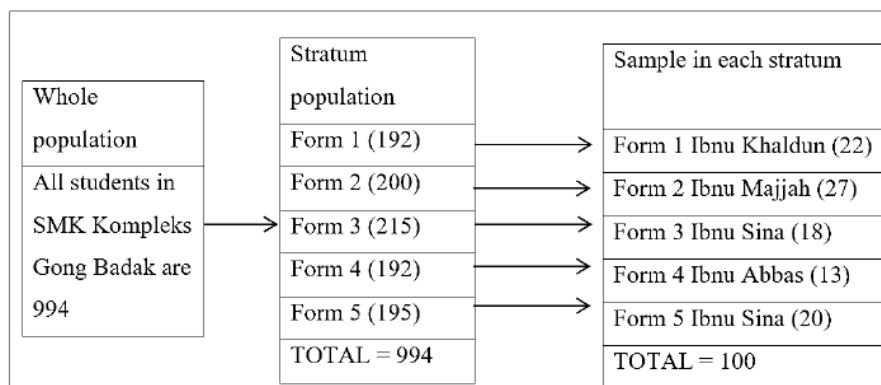 Whole
population
All students in
SMK Kompleks
Gong Badak are
994
Stratum
population
Form 1 (192)
Form 2 (200)
Form 3 (215)
Form 4 (192)
Form 5 (195)
TOTAL = 994
Sample in each stratum
Form 1 Ibnu Khaldun (22)
Form 2 Ibnu Majjah (27)
Form 3 Ibnu Sina (18)
Form 4 Ibnu Abbas (13)
Form 5 Ibnu Sina (20)
TOTAL = 100